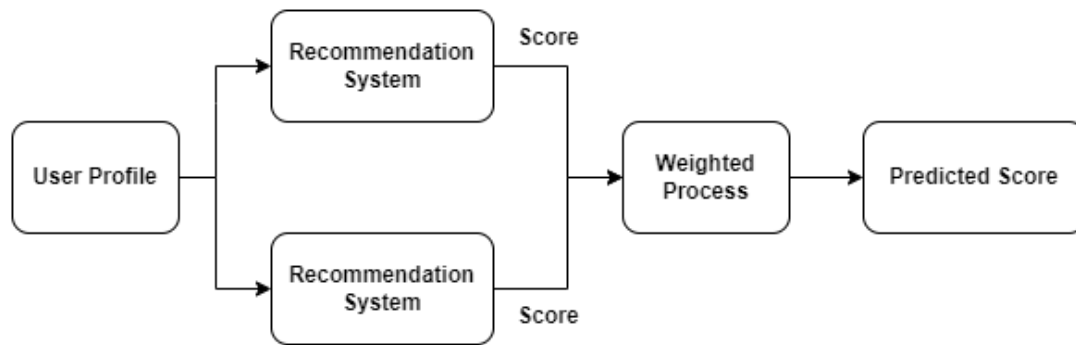 Score
Recommendation
System
User Profile
Weighted
Process
Predicted Score
Recommendation
System
Score